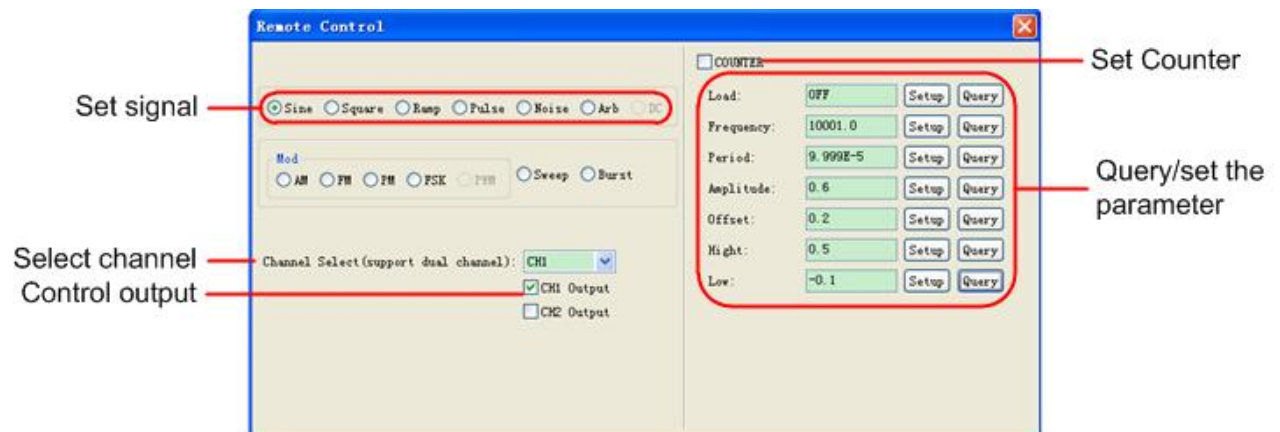 Remote Control
Set signal
Sine Square Ramp Pulse Noise Arb DC
Mod
AM FM PM FSK PWM Sweep Burst
Select channel
Channel Select(support dual channel): CH1
Control output
CH1 Output
CH2 Output
COUNTER
Set Counter
Load: OFF Setup Query
Frequency: 10001.0 Setup Query
Period: 9.999E-5 Setup Query
Amplitude: 0.6 Setup Query
Offset: 0.2 Setup Query
Hight: 0.5 Setup Query
Low: -0.1 Setup Query
Query/set the
parameter